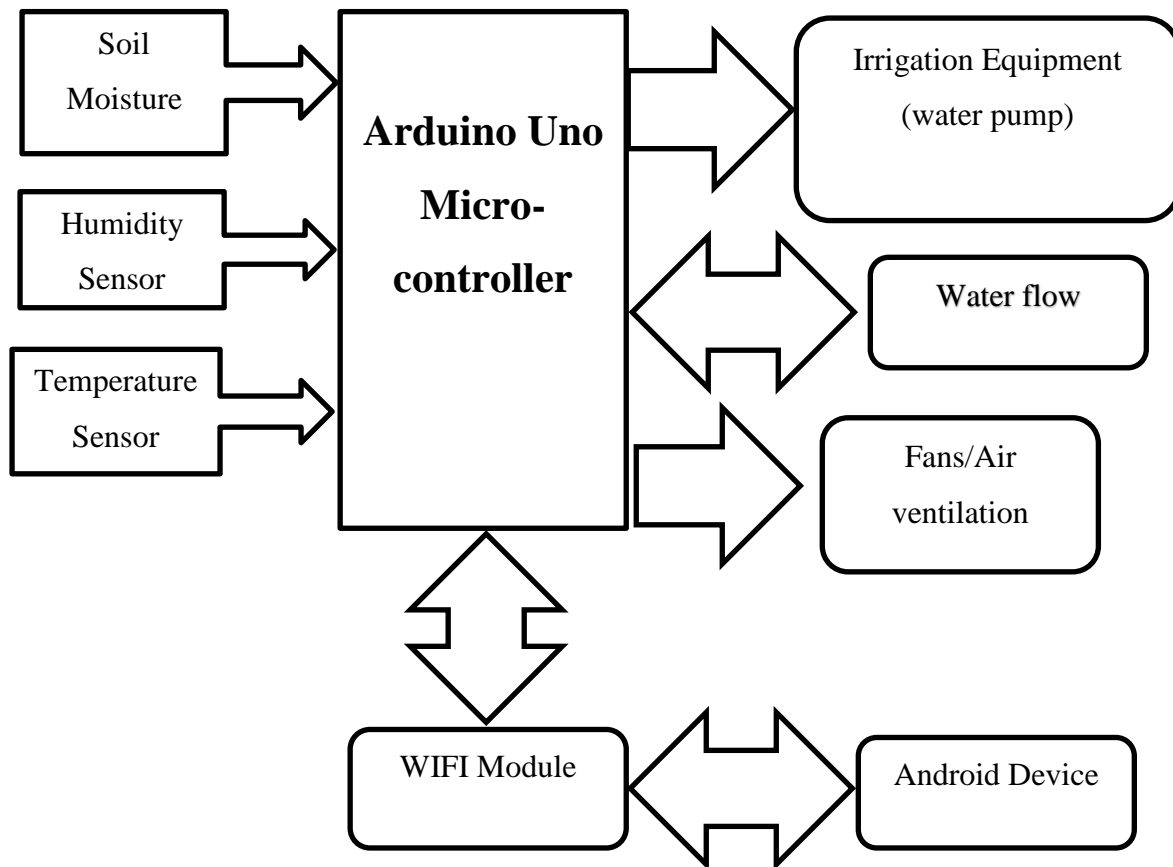 Soil
Moisture
Humidity
Sensor
Temperature
Sensor
Arduino Uno
Micro-
controller
Irrigation Equipment
(water pump)
Water flow
Fans/Air
ventilation
WIFI Module
Android Device